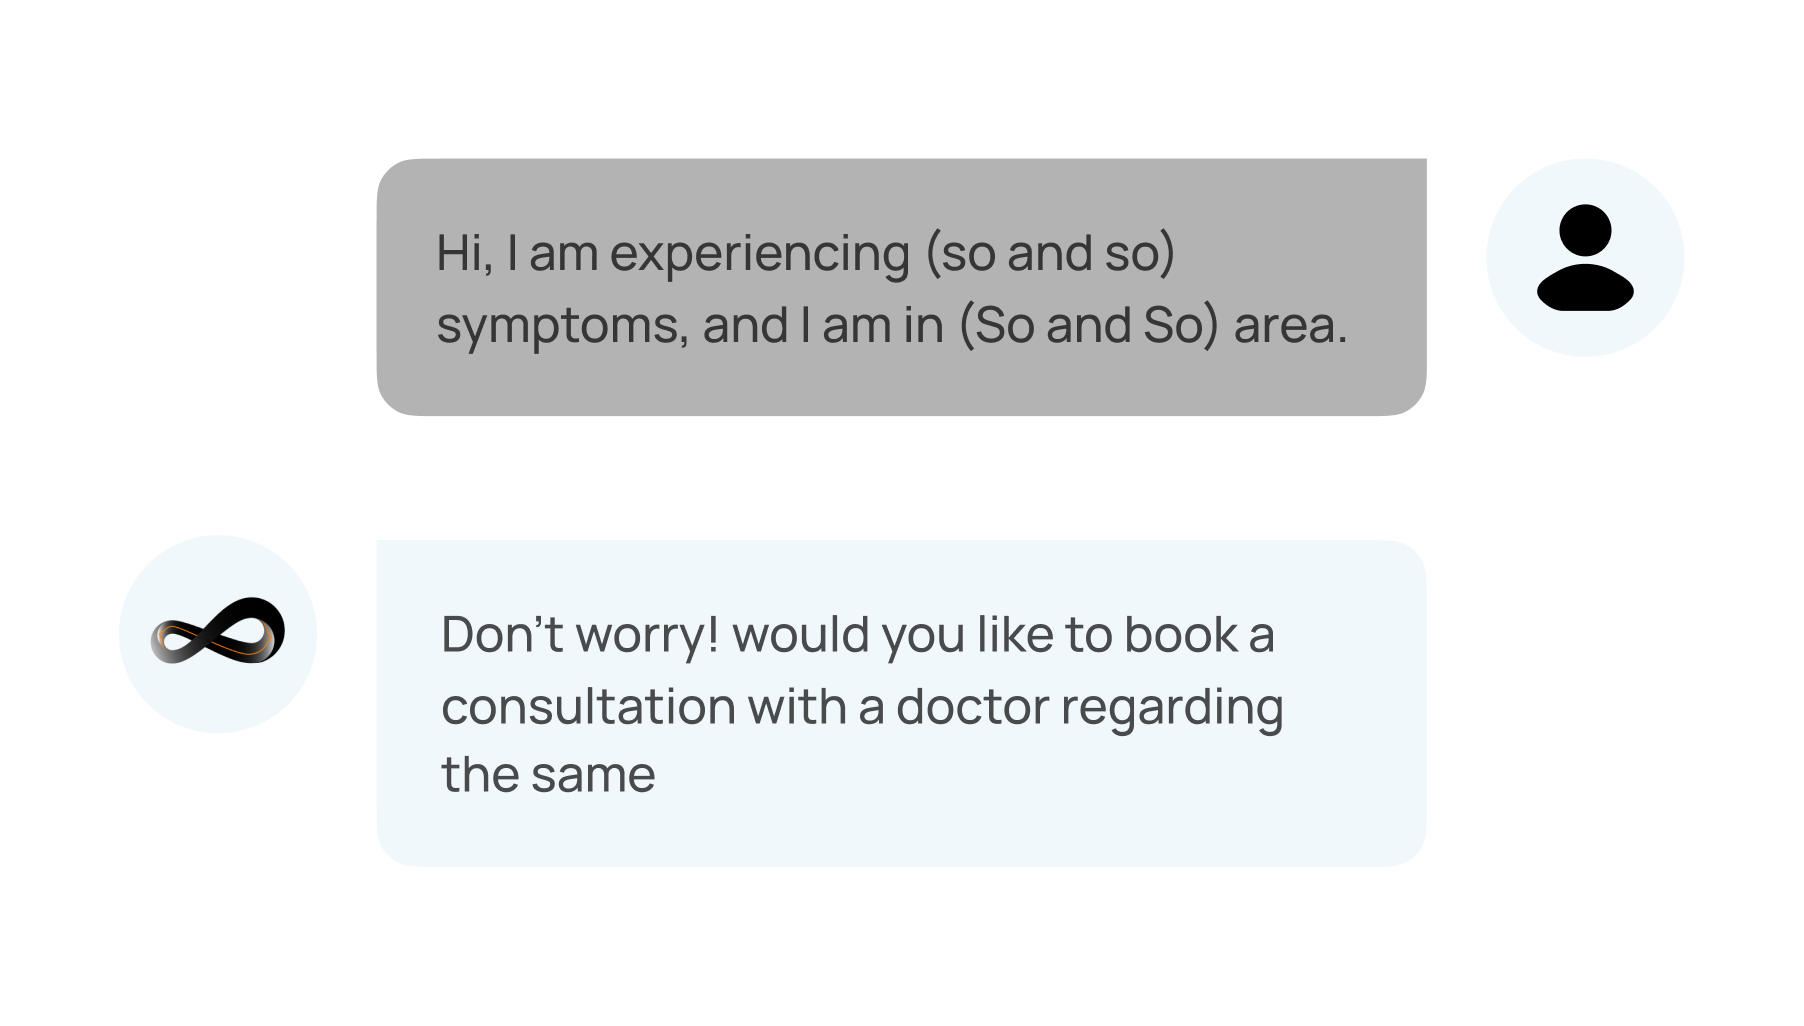 Hi, I am experiencing (so and so)
symptoms, and I am in (So and So) area.
Don’t worry! would you like to book a
consultation with a doctor regarding
the same